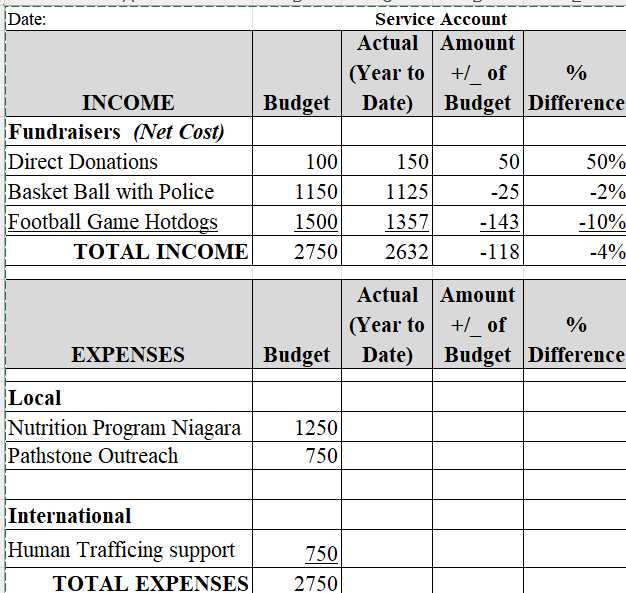 Date: Service Account
INCOME Budget Actual (Year to Date) Amount +/_ of Budget % Difference
Fundraisers (Net Cost)
Direct Donations 100 150 50 50%
Basket Ball with Police 1150 1125 -25 -2%
Football Game Hotdogs 1500 1357 -143 -10%
TOTAL INCOME 2750 2632 -118 -4%
EXPENSES Budget Actual (Year to Date) Amount +/_ of Budget % Difference
Local
Nutrition Program Niagara 1250
Pathstone Outreach 750
International
Human Trafficing support 750
TOTAL EXPENSES 2750